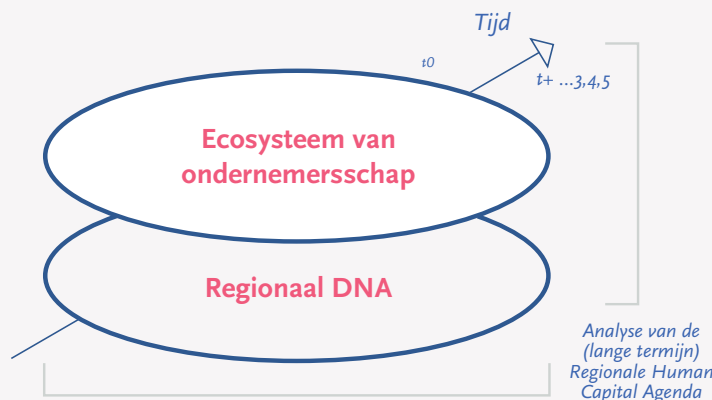 Tijd
t0
t+ ...3,4,5
Ecosysteem van
ondernemersschap
Regionaal DNA
Analyse van de
(lange termijn)
Regionale Human
Capital Agenda